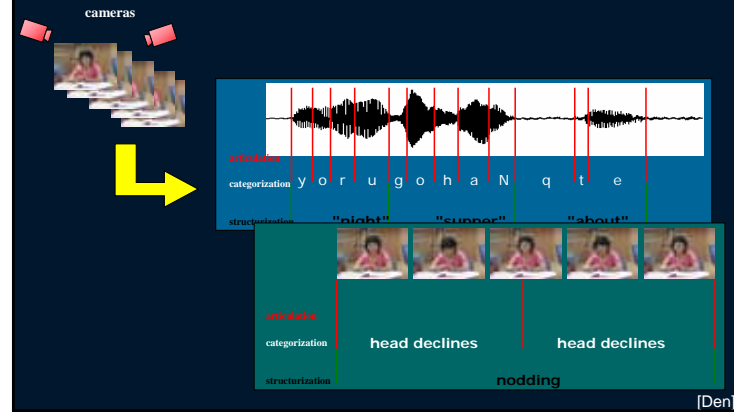 cameras
articulation
categorization y o r u g o h a N q t e
structurization "night" "supper" "about"
articulation
categorization head declines head declines
structurization nodding
[Den]